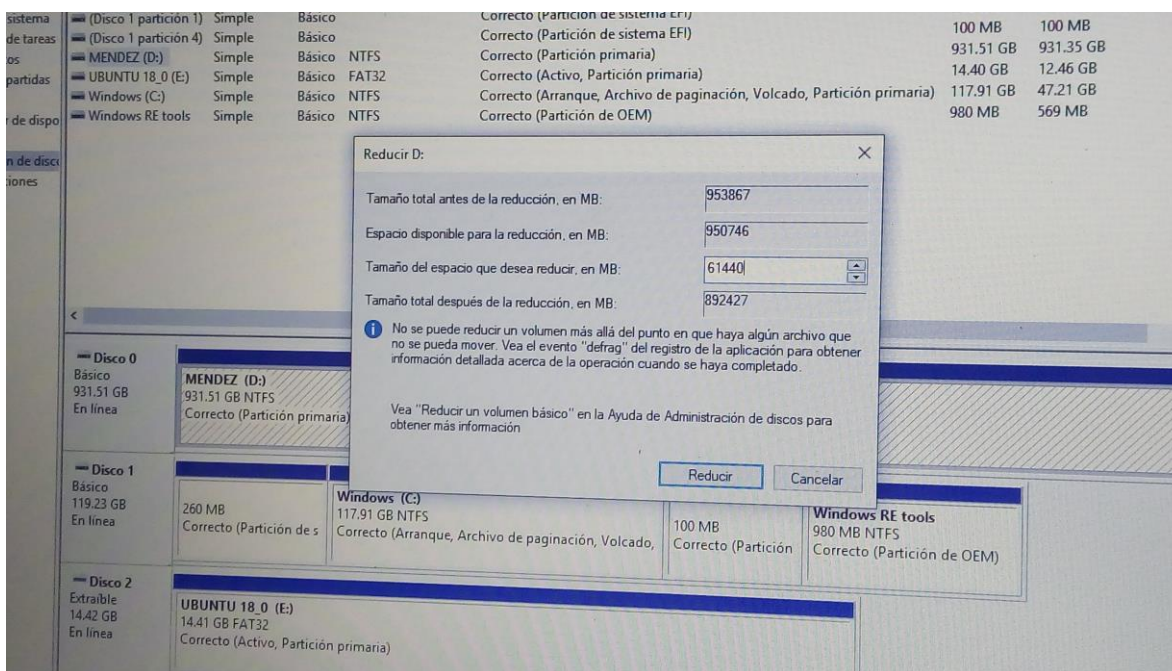 sistema (Disco 1 partición 1) Simple Básico Correcto (Partición de sistema EFI)
de tareas (Disco 1 partición 4) Simple Básico Correcto (Partición de sistema EFI) 100 MB 100 MB
os MENDEZ (D:) Simple Básico NTFS Correcto (Partición primaria) 931.51 GB 931.35 GB
partidas UBUNTU 18_0 (E:) Simple Básico FAT32 Correcto (Activo, Partición primaria) 14.40 GB 12.46 GB
Windows (C:) Simple Básico NTFS Correcto (Arranque, Archivo de paginación, Volcado, Partición primaria) 117.91 GB 47.21 GB
r de dispo Windows RE tools Simple Básico NTFS Correcto (Partición de OEM) 980 MB 569 MB
n de disco
ciones
Reducir D:
Tamaño total antes de la reducción, en MB: 953867
Espacio disponible para la reducción, en MB: 950746
Tamaño del espacio que desea reducir, en MB: 61440
Tamaño total después de la reducción, en MB: 892427
No se puede reducir un volumen más allá del punto en que haya algún archivo que
no se pueda mover. Vea el evento "defrag" del registro de la aplicación para obtener
información detallada acerca de la operación cuando se haya completado.
Vea "Reducir un volumen básico" en la Ayuda de Administración de discos para
obtener más información
Reducir Cancelar
Disco 0
Básico
931.51 GB
En línea
MENDEZ (D:)
931.51 GB NTFS
Correcto (Partición primaria)
Disco 1
Básico
119.23 GB
En línea
260 MB
Correcto (Partición de s
Windows (C:)
117.91 GB NTFS
Correcto (Arranque, Archivo de paginación, Volcado,
100 MB
Correcto (Partición
Windows RE tools
980 MB NTFS
Correcto (Partición de OEM)
Disco 2
Extraíble
14.42 GB
En línea
UBUNTU 18_0 (E:)
14.41 GB FAT32
Correcto (Activo, Partición primaria)